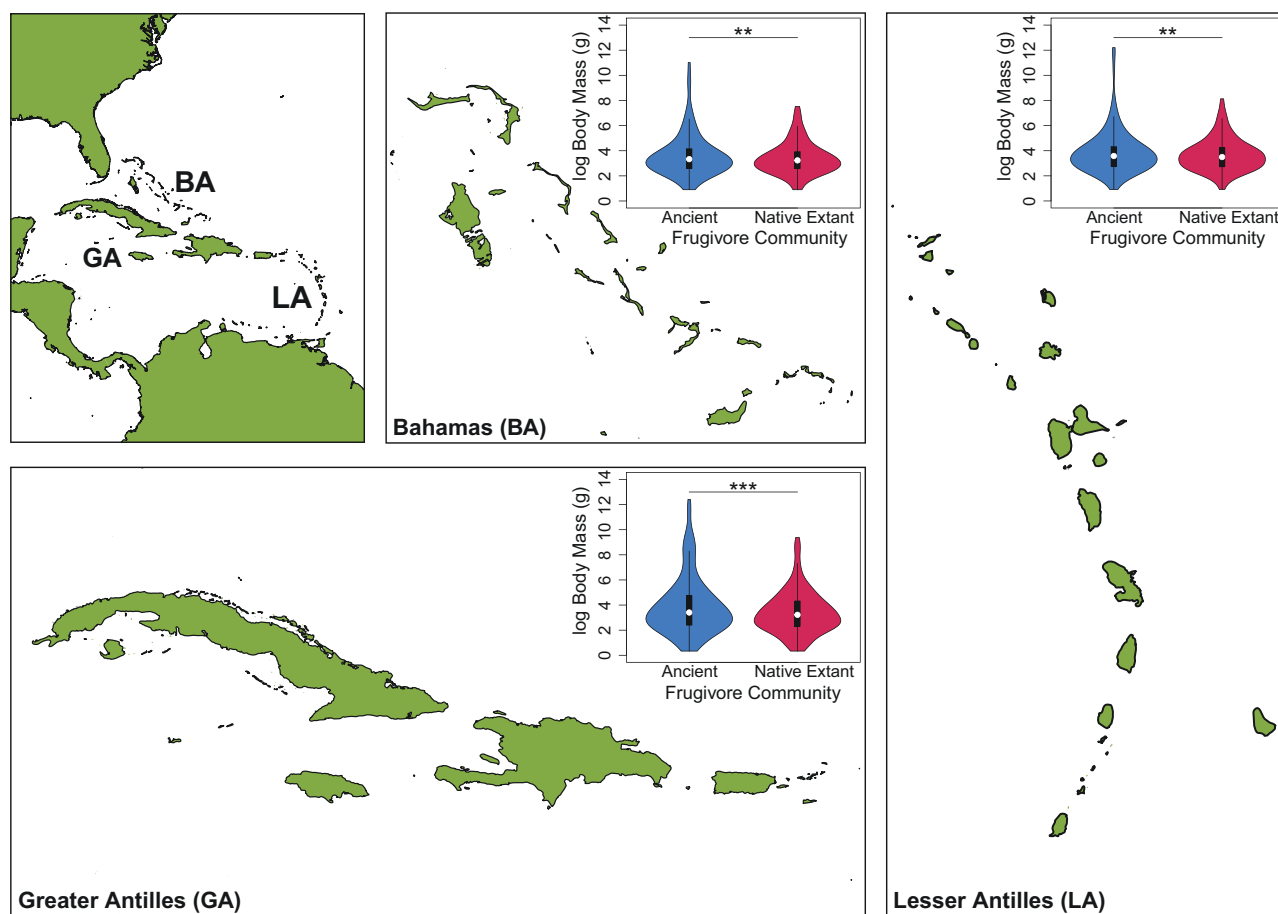 BA
GA
LA
14
12
10
8
6
4
2
0
log Body Mass (g)
**
Ancient
Native Extant
Frugivore Community
Bahamas (BA)
14
12
10
8
6
4
2
0
log Body Mass (g)
**
Ancient
Native Extant
Frugivore Community
Lesser Antilles (LA)
14
12
10
8
6
4
2
0
log Body Mass (g)
***
Ancient
Native Extant
Frugivore Community
Greater Antilles (GA)